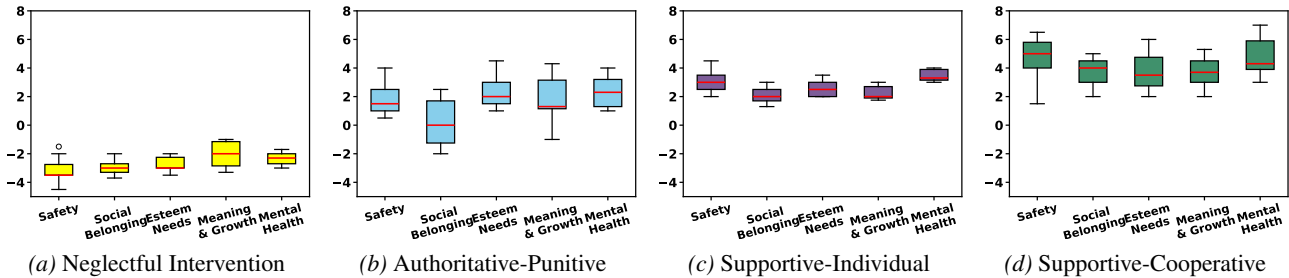 8
6
4
2
0
−2
−4
Safety
Social
Belonging
Esteem
Needs
Meaning
& Growth
Mental
Health
(a) Neglectful Intervention
8
6
4
2
0
−2
−4
Safety
Social
Belonging
Esteem
Needs
Meaning
& Growth
Mental
Health
(b) Authoritative-Punitive
8
6
4
2
0
−2
−4
Safety
Social
Belonging
Esteem
Needs
Meaning
& Growth
Mental
Health
(c) Supportive-Individual
8
6
4
2
0
−2
−4
Safety
Social
Belonging
Esteem
Needs
Meaning
& Growth
Mental
Health
(d) Supportive-Cooperative